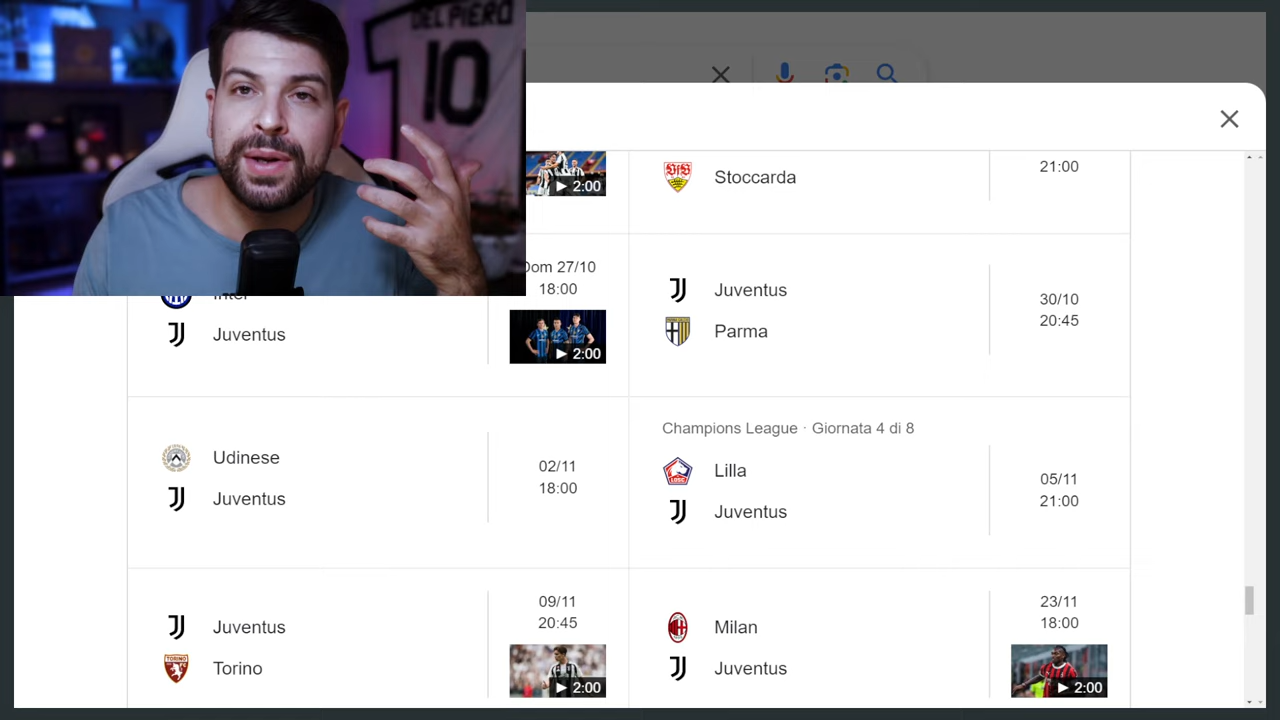 DEL PIERO
10
2:00
Stoccarda
21:00
Inter
Juventus
Dom 27/10
18:00
2:00
Juventus
Parma
30/10
20:45
Udinese
Juventus
02/11
18:00
Champions League · Giornata 4 di 8
Lilla
Juventus
05/11
21:00
Juventus
Torino
09/11
20:45
2:00
Milan
Juventus
23/11
18:00
2:00